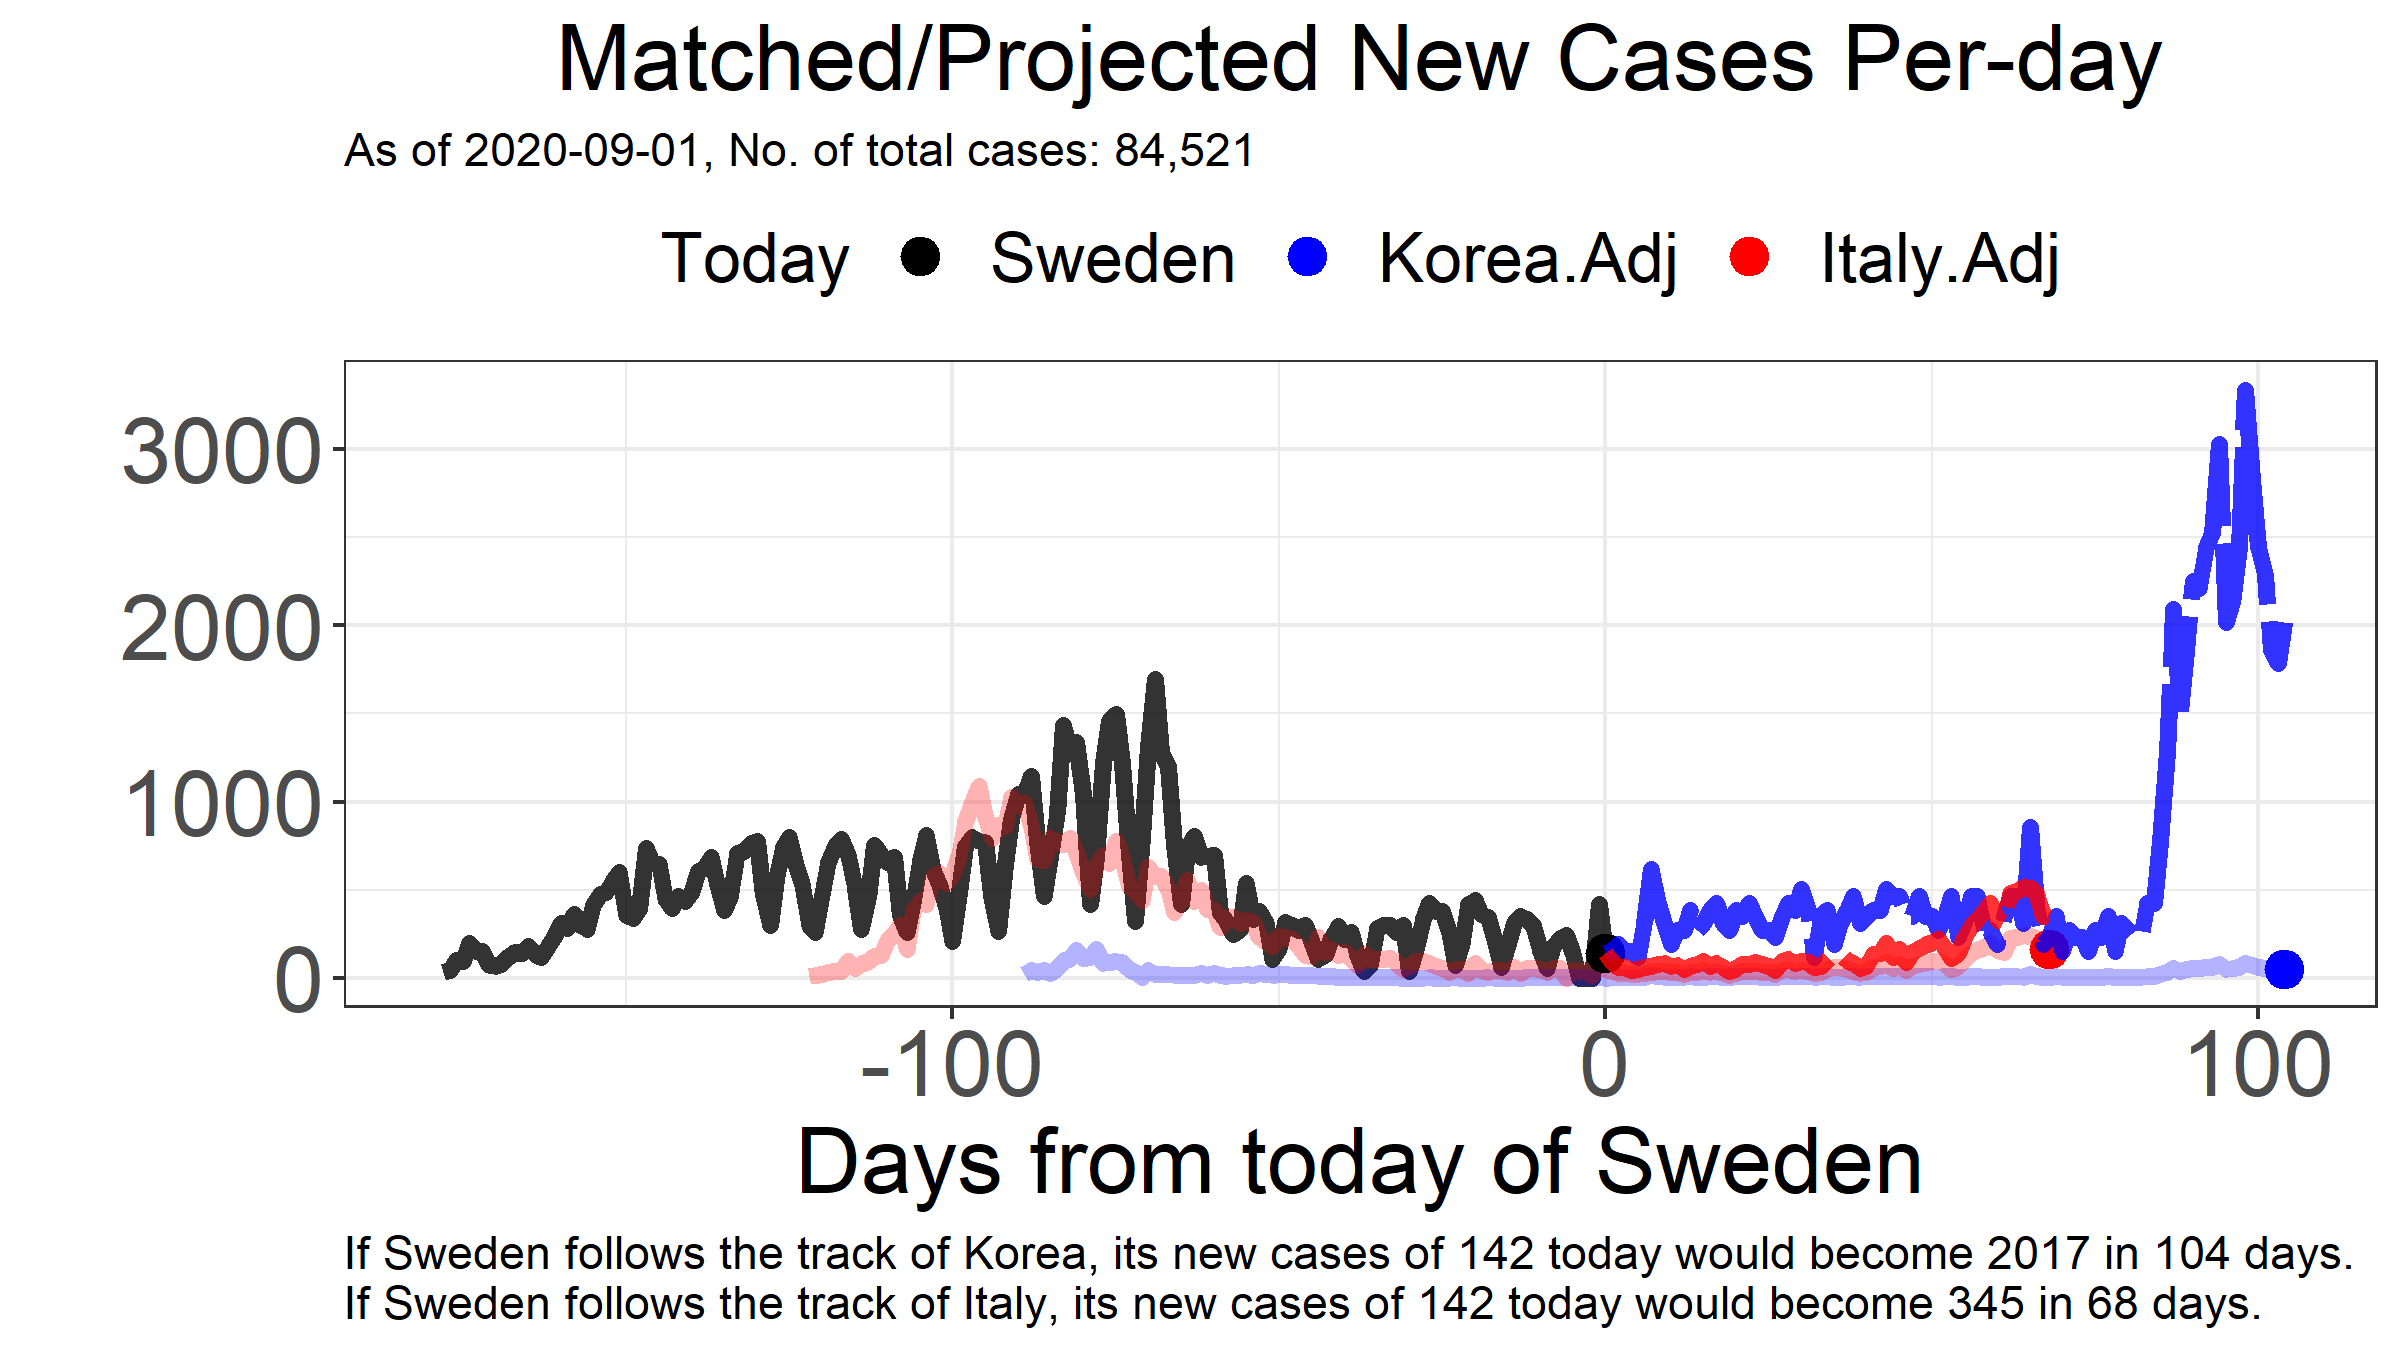 Matched/Projected New Cases Per-day
As of 2020-09-01, No. of total cases: 84,521
Today Sweden Korea.Adj Italy.Adj
3000
2000
1000
0
-100 0 100
Days from today of Sweden
If Sweden follows the track of Korea, its new cases of 142 today would become 2017 in 104 days.
If Sweden follows the track of Italy, its new cases of 142 today would become 345 in 68 days.